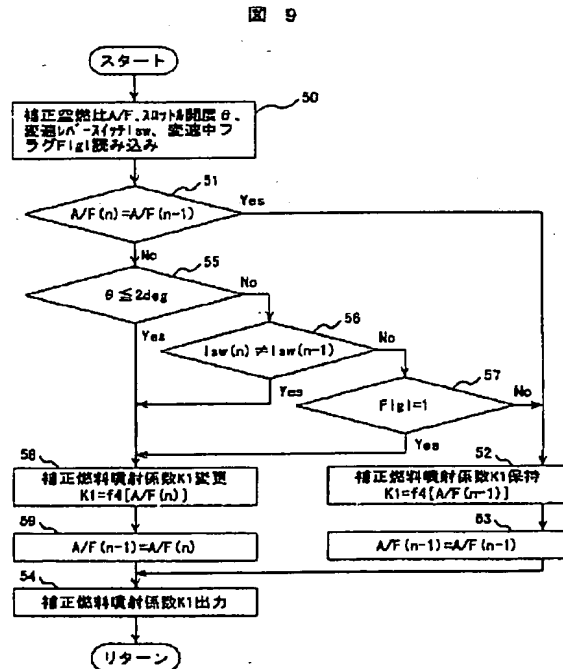 図 9
スタート
50
補正空燃比A/F、スロットル開度θ、
変速レバースイッチIsw、変速中フ
ラグFlgl読み込み
51
A/F(n)=A/F(n-1)
Yes
No
55
θ≦2deg
No
Yes
56
Isw(n)≠Isw(n-1)
No
Yes
57
Flgl=1
No
Yes
58
補正燃料噴射係数K1変更
K1=f4[A/F(n)]
52
補正燃料噴射係数K1保持
K1=f4[A/F(n-1)]
59
A/F(n-1)=A/F(n)
53
A/F(n-1)=A/F(n-1)
54
補正燃料噴射係数K1出力
リターン